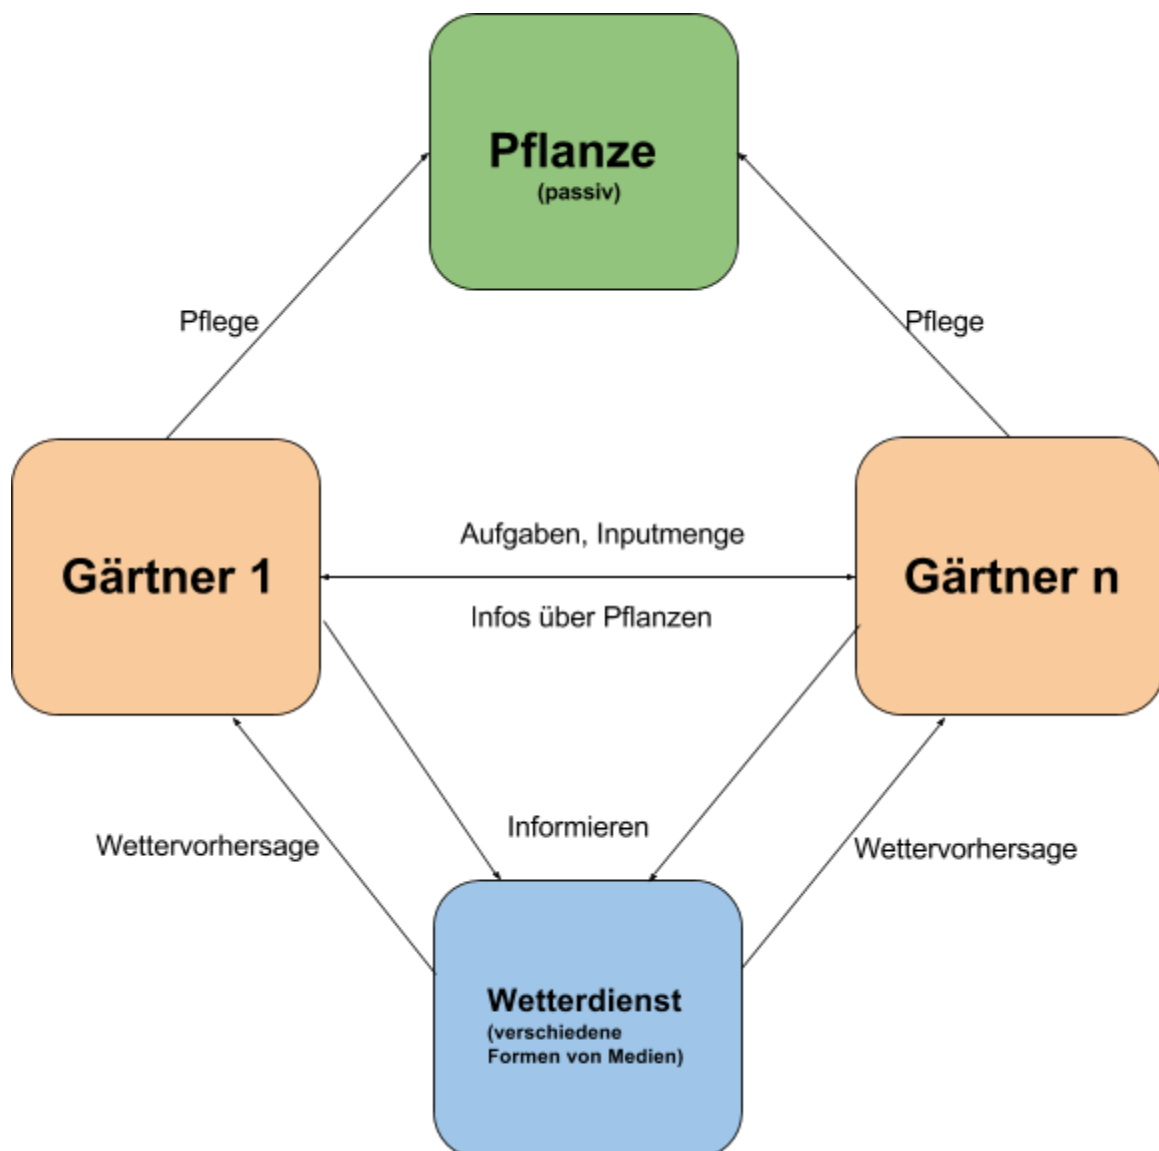 Pflanze
(passiv)
Pflege
Pflege
Aufgaben, Inputmenge
Gärtner 1
Gärtner n
Infos über Pflanzen
Informieren
Wettervorhersage
Wettervorhersage
Wetterdienst
(verschiedene
Formen von Medien)